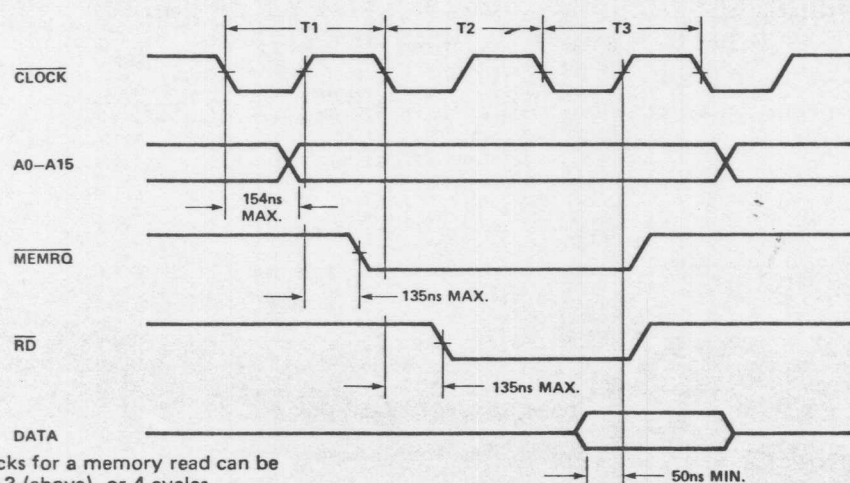 T1 T2 T3
CLOCK
A0–A15
154ns
MAX.
MEMRQ
135ns MAX.
RD
135ns MAX.
DATA
cks for a memory read can be
3 (above), or 4 cycles
50ns MIN.